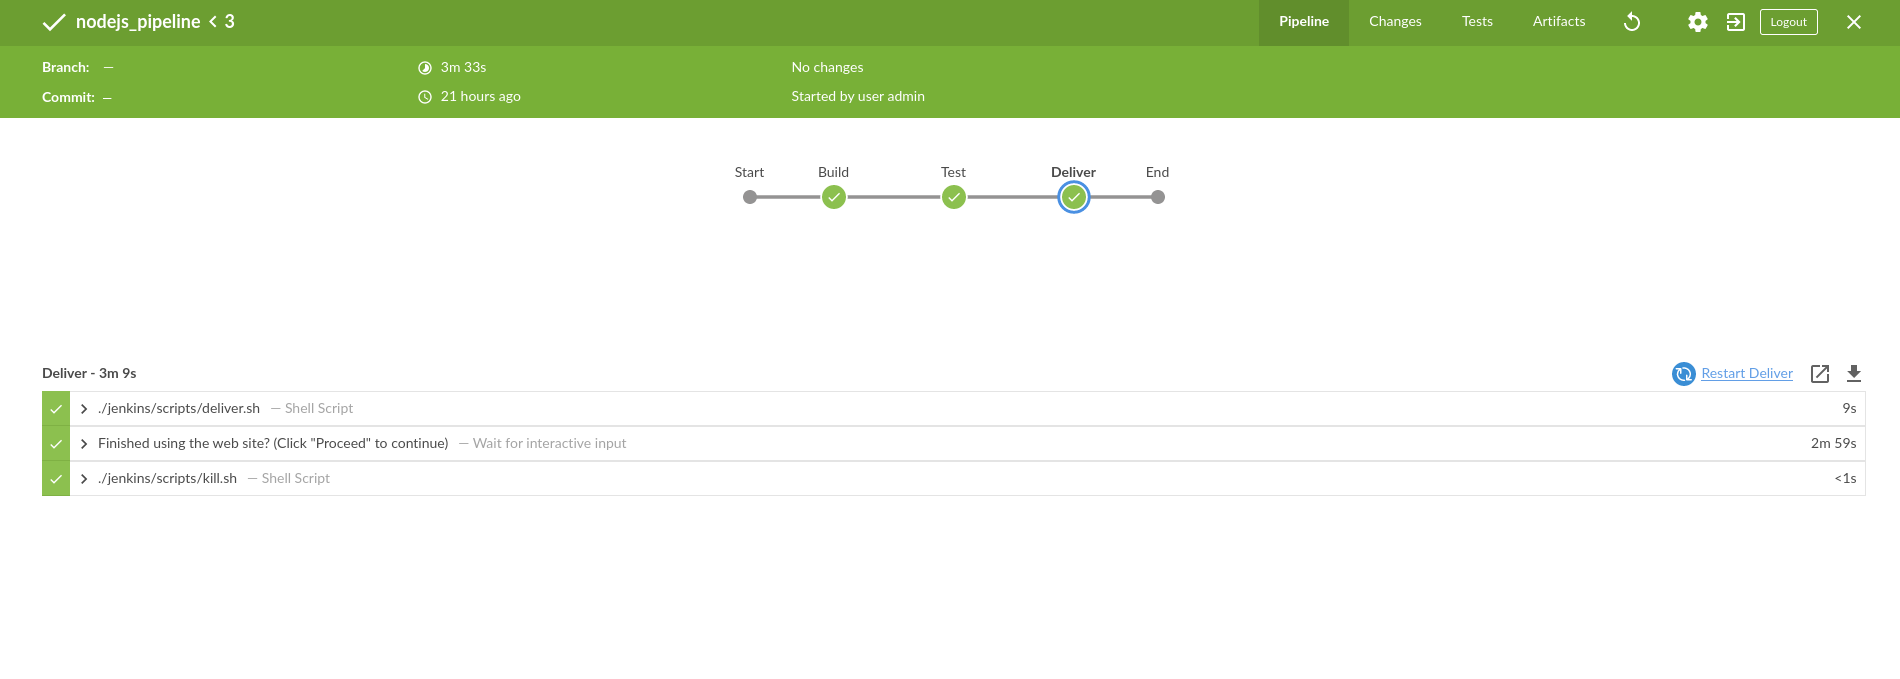 nodejs_pipeline < 3
Pipeline Changes Tests Artifacts Logout
Branch: — 3m 33s No changes
Commit: — 21 hours ago Started by user admin
Start Build Test Deliver End
Deliver - 3m 9s Restart Deliver
./jenkins/scripts/deliver.sh — Shell Script 9s
Finished using the web site? (Click "Proceed" to continue) — Wait for interactive input 2m 59s
./jenkins/scripts/kill.sh — Shell Script <1s